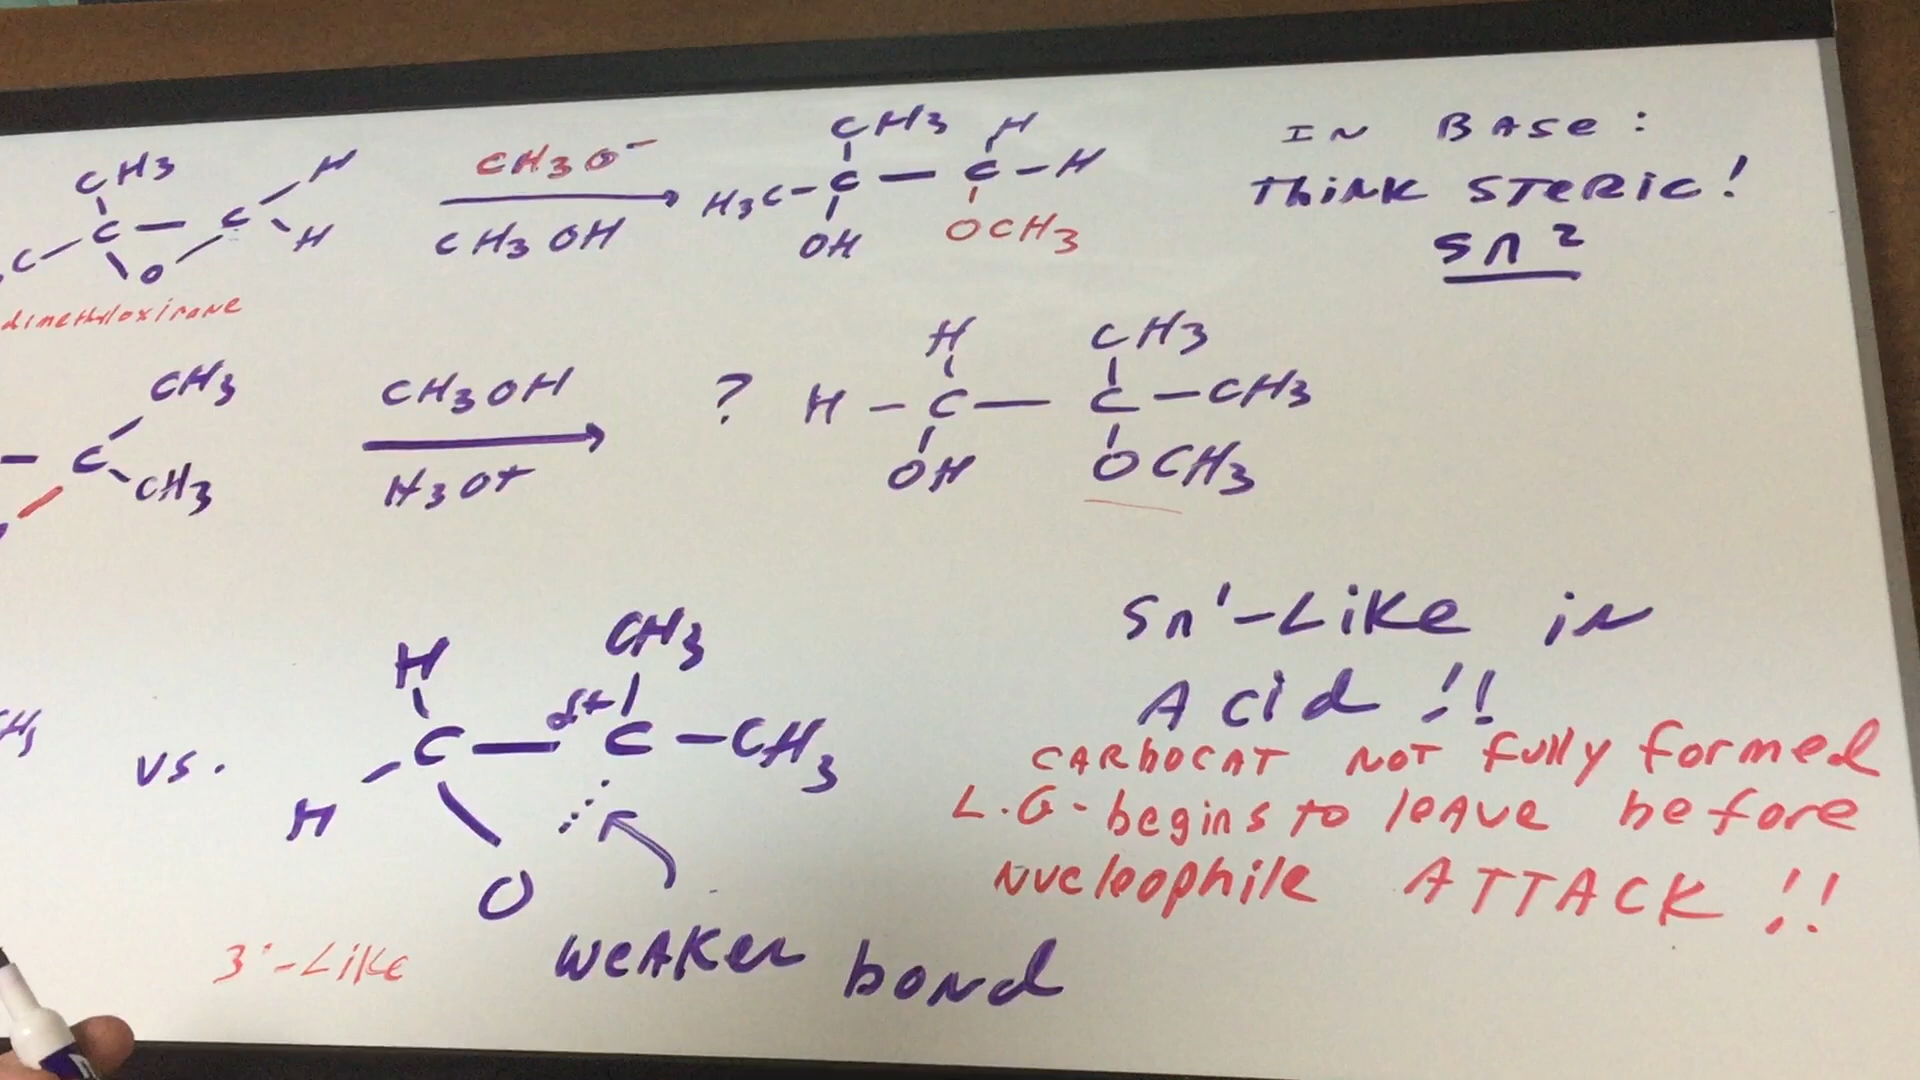 CH3
C — C
H
H
C
O
dimethyloxirane
CH3O-
CH3OH
CH3 H
H3C - C — C - H
OH OCH3
IN BASE:
THINK STERIC!
SN2
CH3
C
CH3
CH3OH
H3O+
?
H CH3
H - C — C - CH3
OH OCH3
vs.
H CH3
δ+
C — C - CH3
H
O
3°-Like
WEAKER bond
SN'-Like in
Acid !!
CARbOCAT NOT fully formed
L.G- begins to leAve before
Nucleophile ATTACK !!